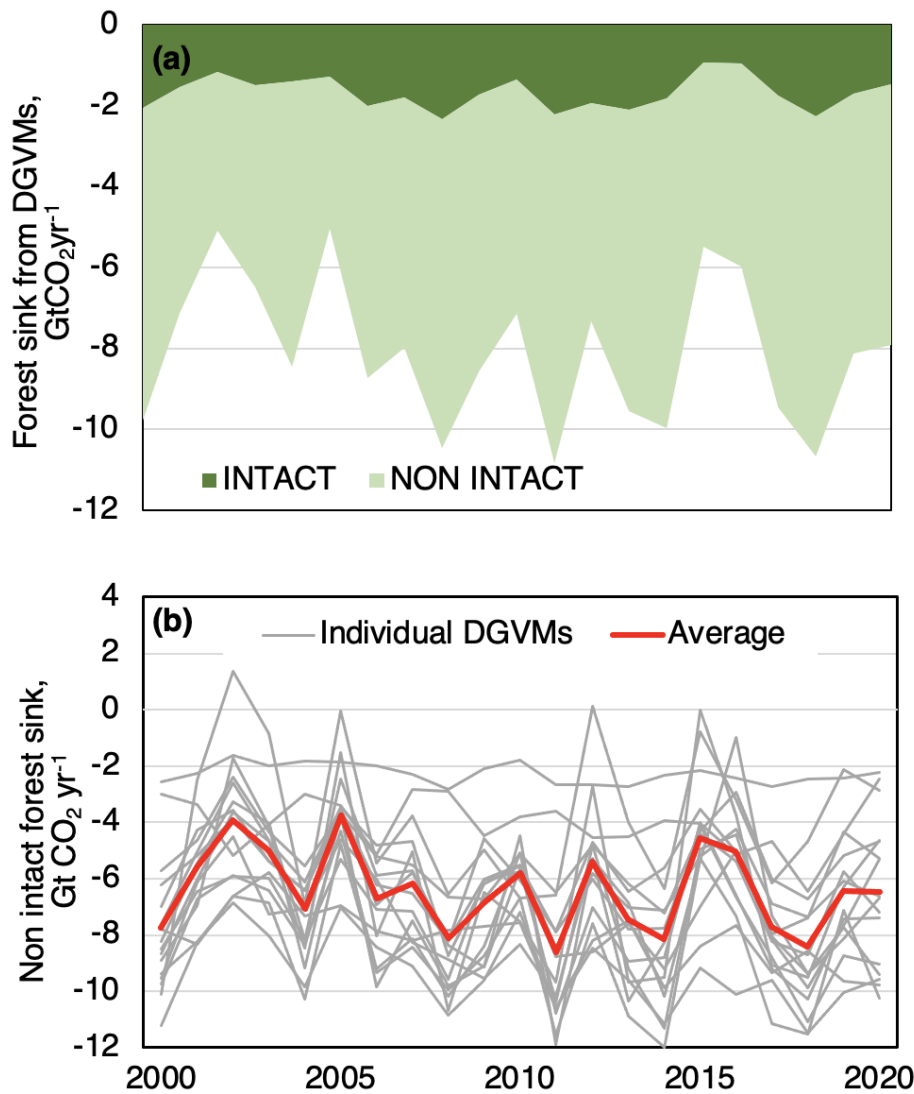 (a)
Forest sink from DGVMs,
GtCO₂yr⁻¹
0
-2
-4
-6
-8
-10
-12
INTACT
NON INTACT
(b)
Individual DGVMs
Average
Non intact forest sink,
Gt CO₂ yr⁻¹
4
2
0
-2
-4
-6
-8
-10
-12
2000
2005
2010
2015
2020